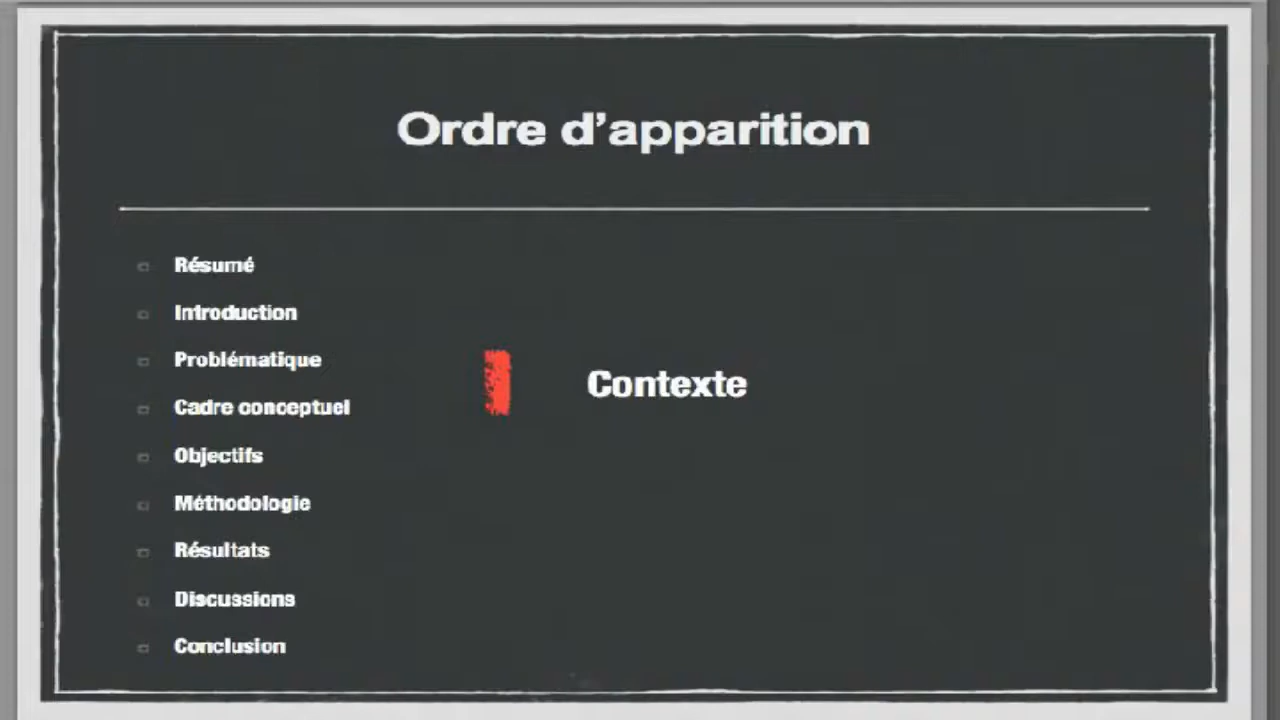 Ordre d’apparition
Résumé
Introduction
Problématique
Cadre conceptuel
Contexte
Objectifs
Méthodologie
Résultats
Discussions
Conclusion